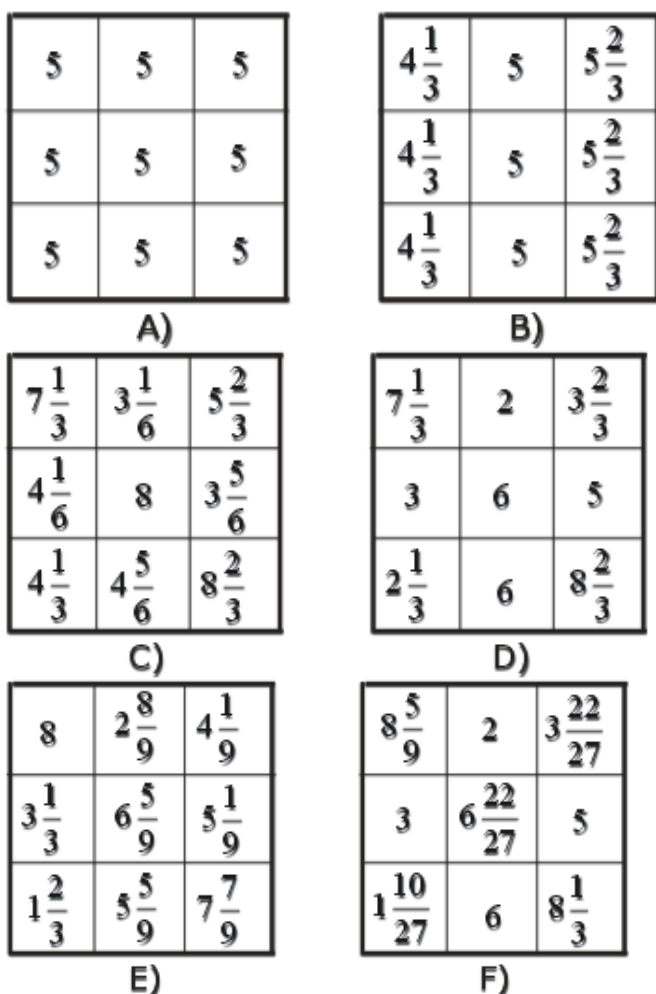 5 5 5 4 1/3 5 5 2/3
5 5 5 4 1/3 5 5 2/3
5 5 5 4 1/3 5 5 2/3
A) B)
7 1/3 3 1/6 5 2/3 7 1/3 2 3 2/3
4 1/6 8 3 5/6 3 6 5
4 1/3 4 5/6 8 2/3 2 1/3 6 8 2/3
C) D)
8 2 8/9 4 1/9 8 5/9 2 3 22/27
3 1/3 6 5/9 5 1/9 3 6 22/27 5
1 2/3 5 5/9 7 7/9 1 10/27 6 8 1/3
E) F)